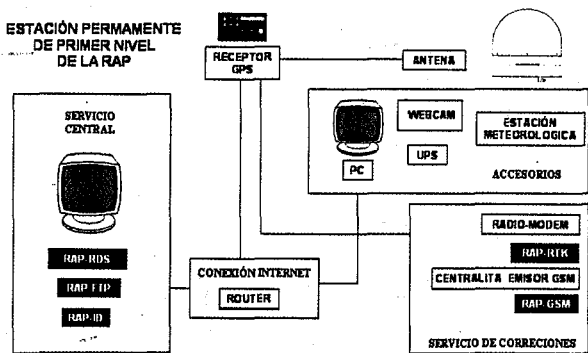 ESTACIÓN PERMAMENTE
DE PRIMER NIVEL
DE LA RAP
RECEPTOR
GPS
ANTENA
SERVICIO
CENTRAL
RAP-RDS
RAP-FTP
RAP-ID
WEBCAM
ESTACIÓN
METEOROLOGICA
UPS
PC
ACCESORIOS
CONEXIÓN INTERNET
ROUTER
RADIO-MODEM
RAP-RTK
CENTRALITA EMISOR GSM
RAP-GSM
SERVICIO DE CORRECIONES